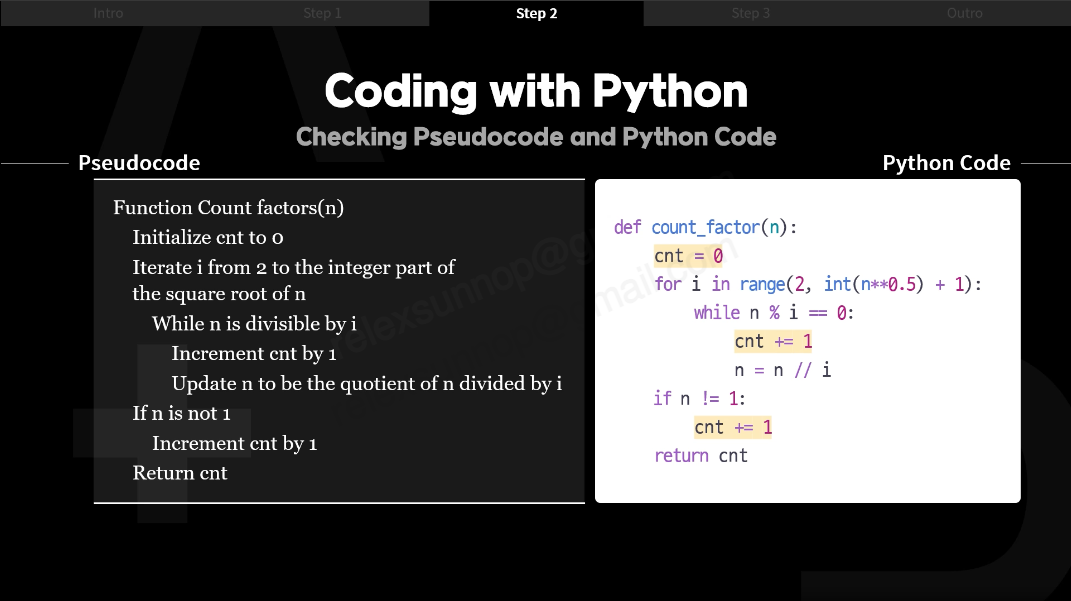 Intro
Step 1
Step 2
Step 3
Outro
Coding with Python
Checking Pseudocode and Python Code
Pseudocode
Function Count factors(n)
Initialize cnt to 0
Iterate i from 2 to the integer part of
the square root of n
While n is divisible by i
Increment cnt by 1
Update n to be the quotient of n divided by i
If n is not 1
Increment cnt by 1
Return cnt
Python Code
def count_factor(n):
cnt = 0
for i in range(2, int(n**0.5) + 1):
while n % i == 0:
cnt += 1
n = n // i
if n != 1:
cnt += 1
return cnt